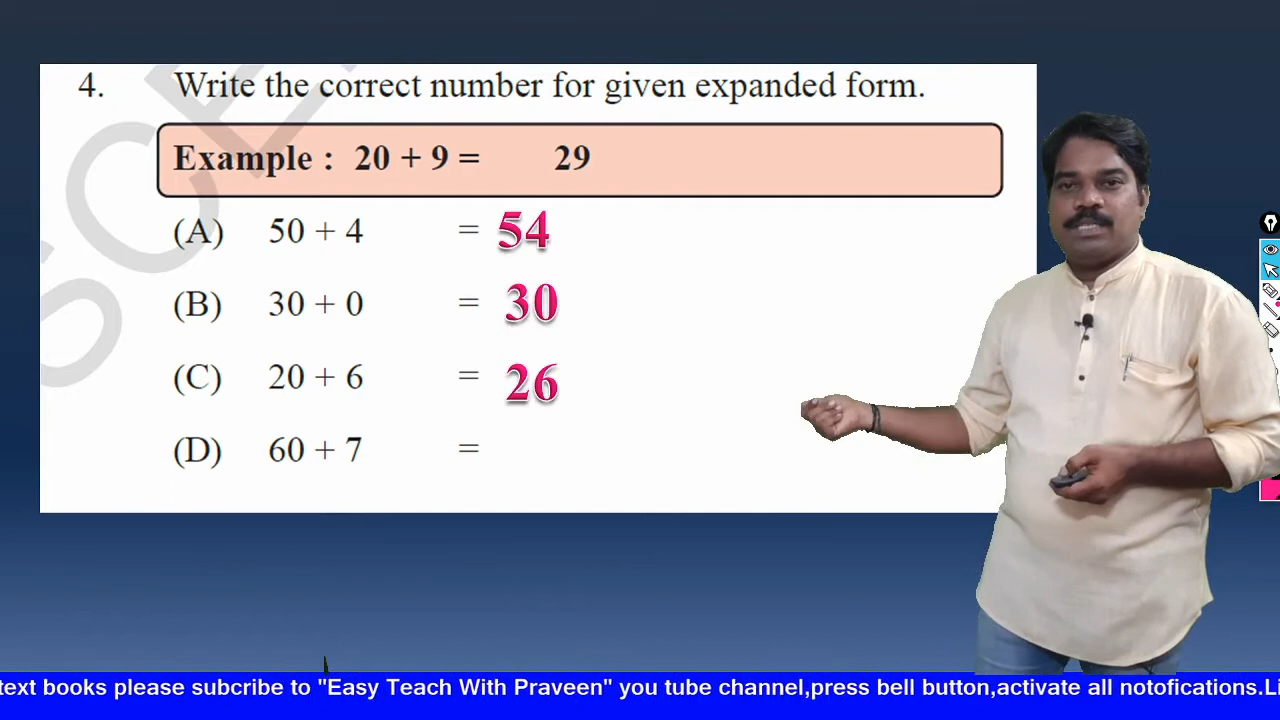 4. Write the correct number for given expanded form.
Example : 20 + 9 = 29
(A) 50 + 4 = 54
(B) 30 + 0 = 30
(C) 20 + 6 = 26
(D) 60 + 7 =
SCE
text books please subcribe to "Easy Teach With Praveen" you tube channel,press bell button,activate all notofications.Li